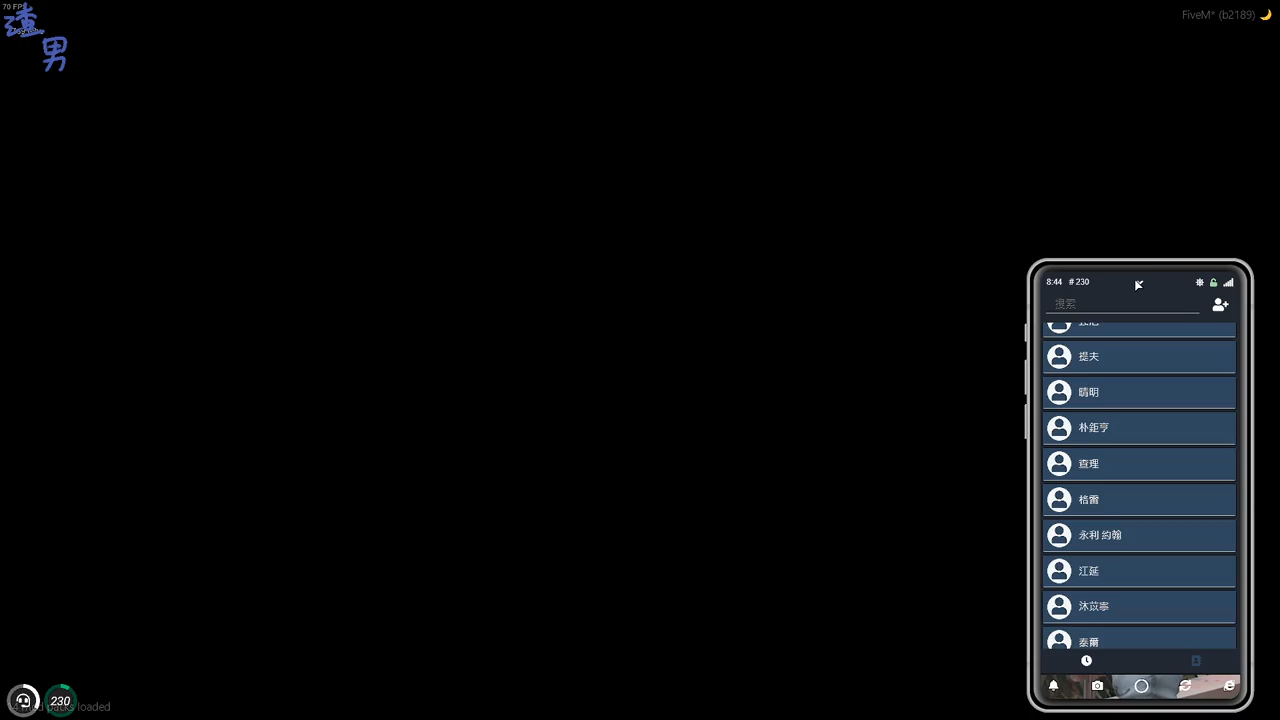 70 FPS
渣男
FiveM* (b2189)
8:44 #230
搜索
提夫
晴明
朴鉅亨
查理
格雷
永利 約翰
江延
沐苡寧
泰爾
230
packs loaded